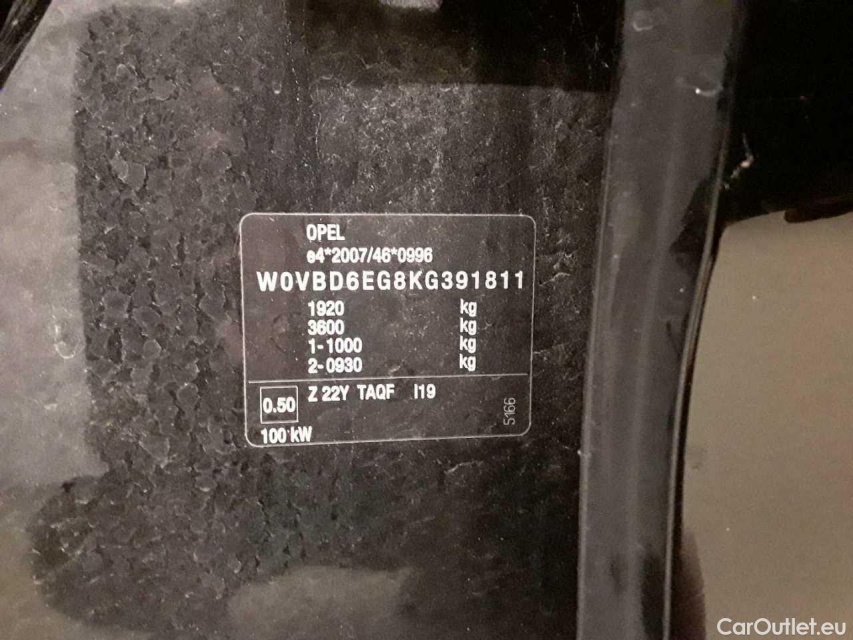 OPEL
e4*2007/46*0996
W0VBD6EG8KG391811
1920 kg
3600 kg
1-1000 kg
2-0930 kg
0.50 Z 22Y TAQF I19
5166
100 kW
CarOutlet.eu